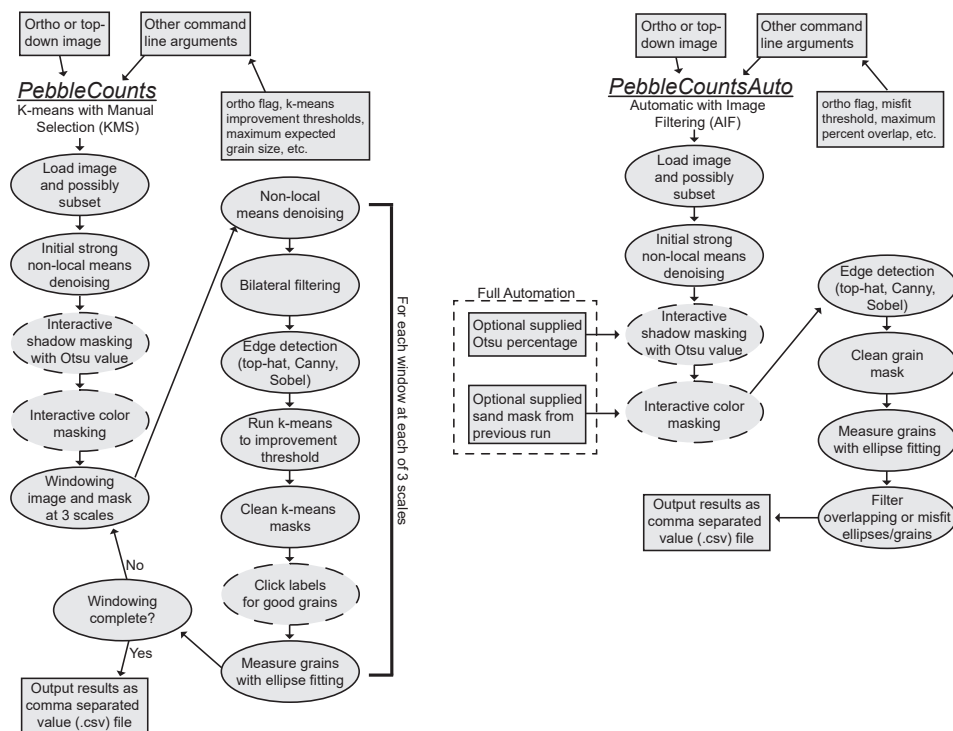 Ortho or top-
down image
Other command
line arguments
PebbleCounts
K-means with Manual
Selection (KMS)
ortho flag, k-means
improvement thresholds,
maximum expected
grain size, etc.
Load image
and possibly
subset
Initial strong
non-local means
denoising
Interactive
shadow masking
with Otsu value
Interactive color
masking
Windowing
image and mask
at 3 scales
No
Windowing
complete?
Yes
Output results as
comma separated
value (.csv) file
Non-local
means denoising
Bilateral filtering
Edge detection
(top-hat, Canny,
Sobel)
Run k-means
to improvement
threshold
Clean k-means
masks
Click labels
for good grains
Measure grains
with ellipse fitting
For each window at each of 3 scales
Ortho or top-
down image
Other command
line arguments
PebbleCountsAuto
Automatic with Image
Filtering (AIF)
ortho flag, misfit
threshold, maximum
percent overlap, etc.
Load image
and possibly
subset
Initial strong
non-local means
denoising
Full Automation
Optional supplied
Otsu percentage
Interactive
shadow masking
with Otsu value
Optional supplied
sand mask from
previous run
Interactive color
masking
Edge detection
(top-hat, Canny,
Sobel)
Clean grain
mask
Measure grains
with ellipse fitting
Filter
overlapping or misfit
ellipses/grains
Output results as
comma separated
value (.csv) file